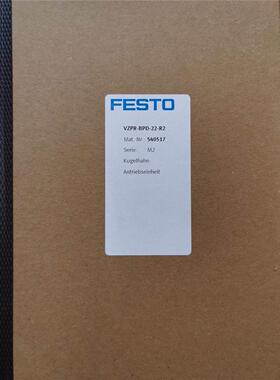 FESTO
VZPR-BPD-22-R2
Mat. Nr.: 540517
Serie: M2
Kugelhahn
Antriebseinheit